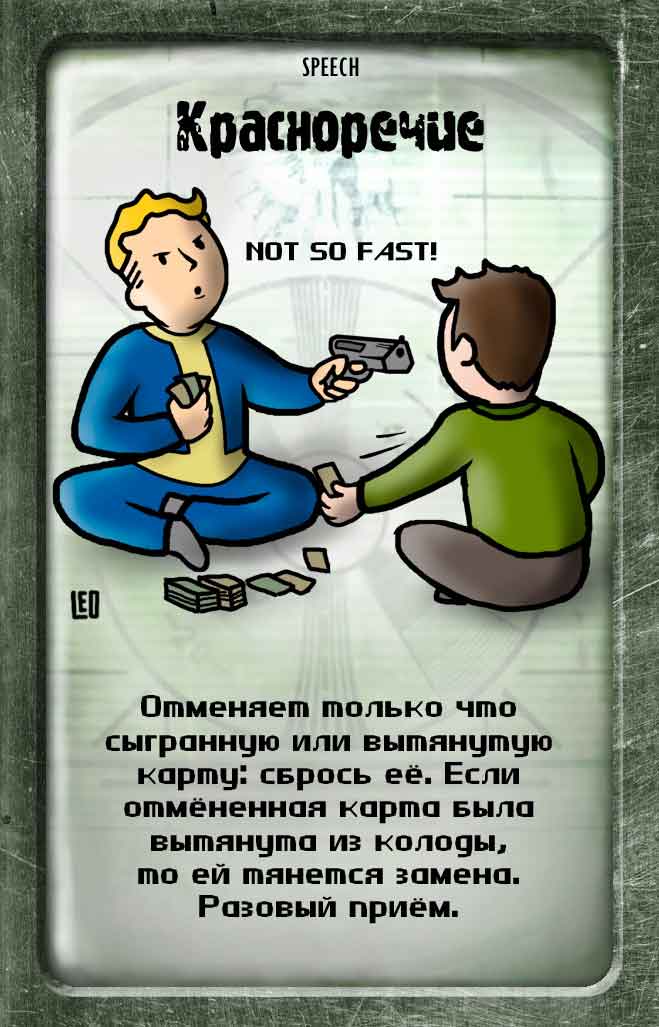 SPEECH
Красноречие
NOT SO FAST!
LEO
Отменяет только что
сыгранную или вытянутую
карту: сбрось её. Если
отмёненная карта была
вытянута из колоды,
то ей тянется замена.
Разовый приём.